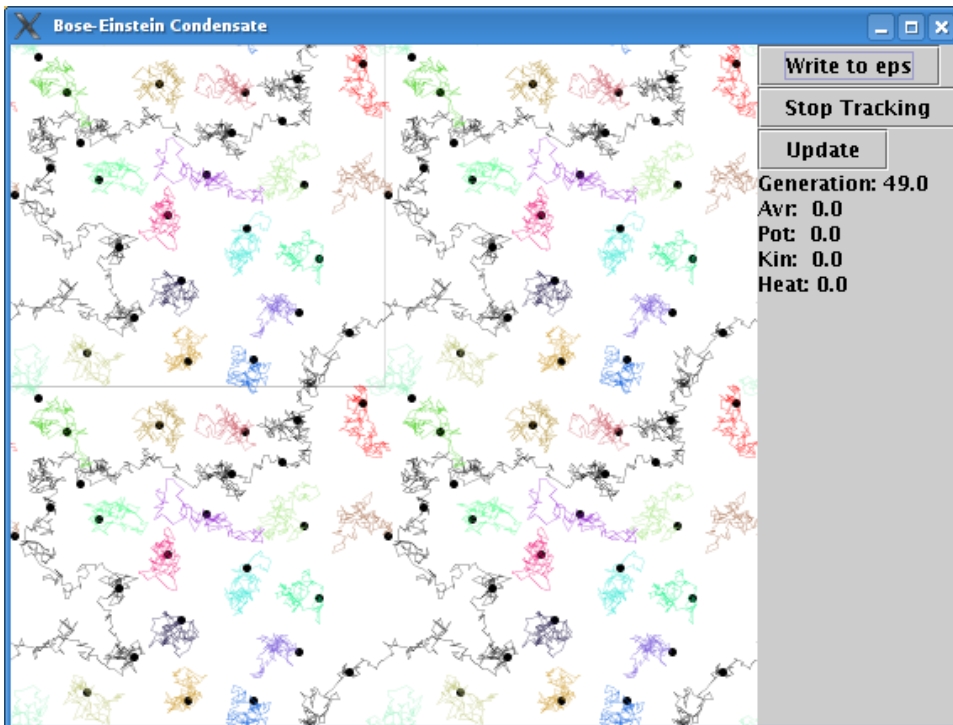 Bose-Einstein Condensate
Write to eps
Stop Tracking
Update
Generation: 49.0
Avr: 0.0
Pot: 0.0
Kin: 0.0
Heat: 0.0